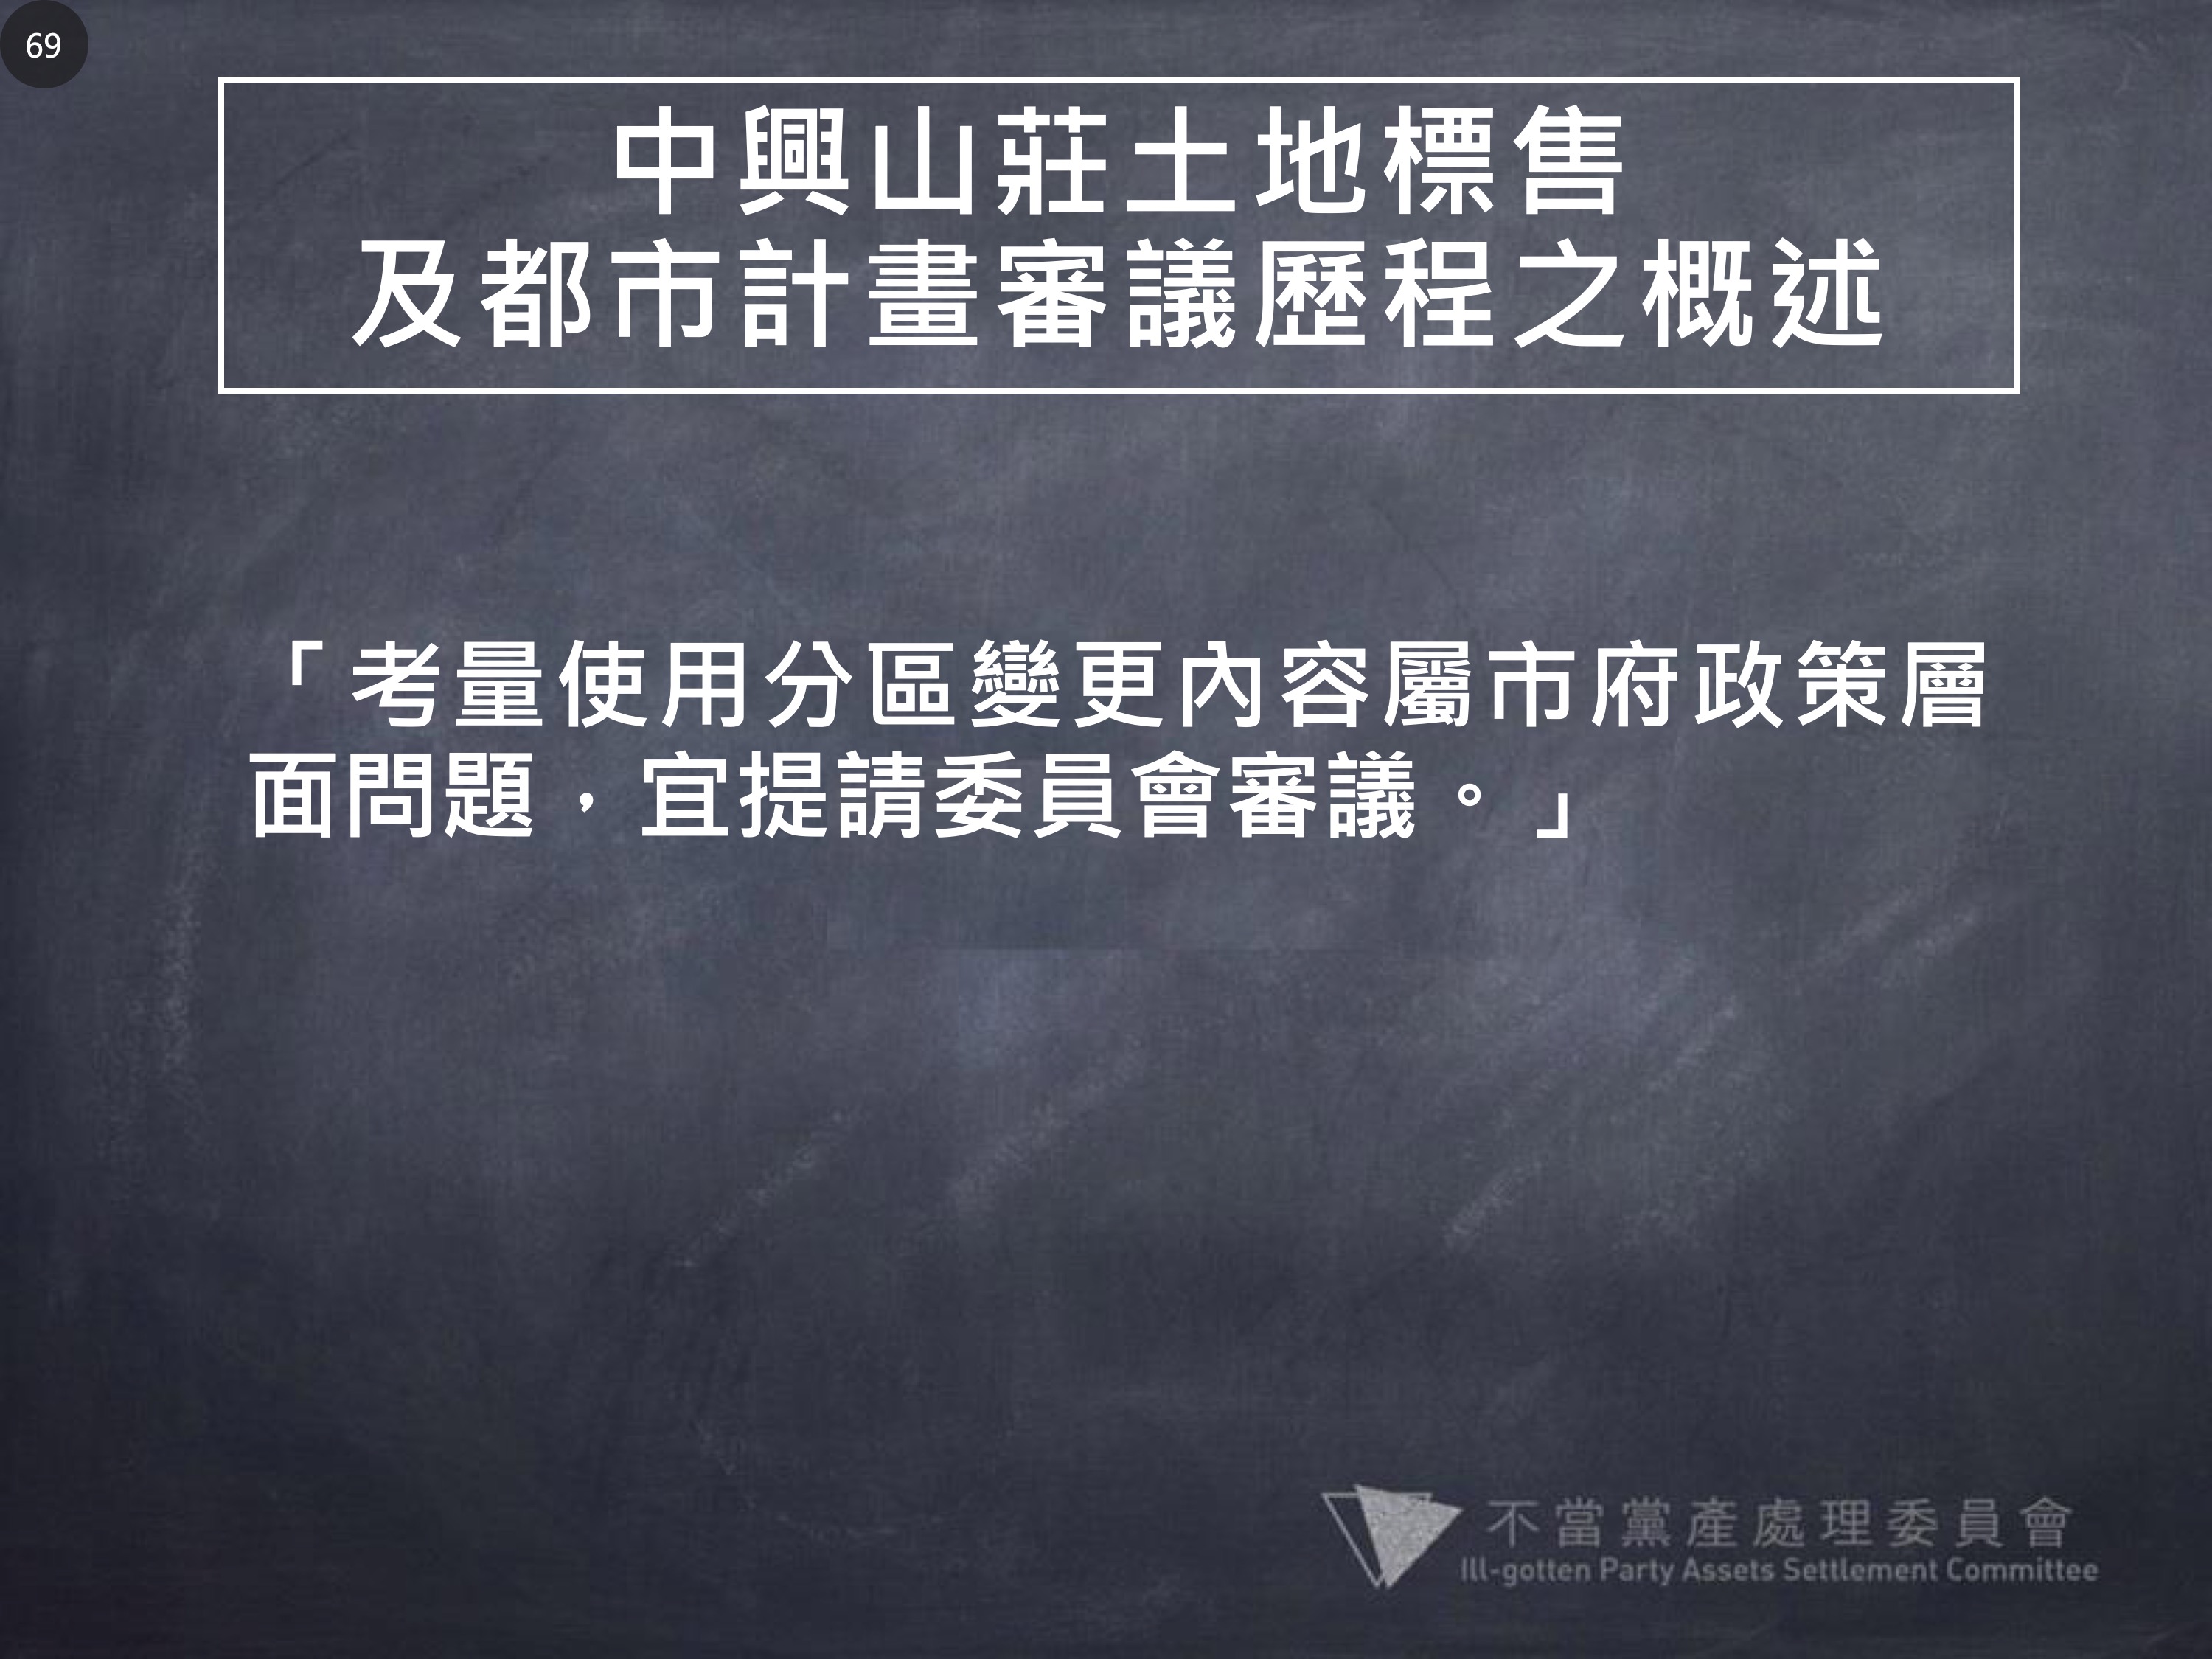 69
中興山莊土地標售
及都市計畫審議歷程之概述
「考量使用分區變更內容屬市府政策層
面問題，宜提請委員會審議。」
不當黨產處理委員會
Ill-gotten Party Assets Settlement Committee